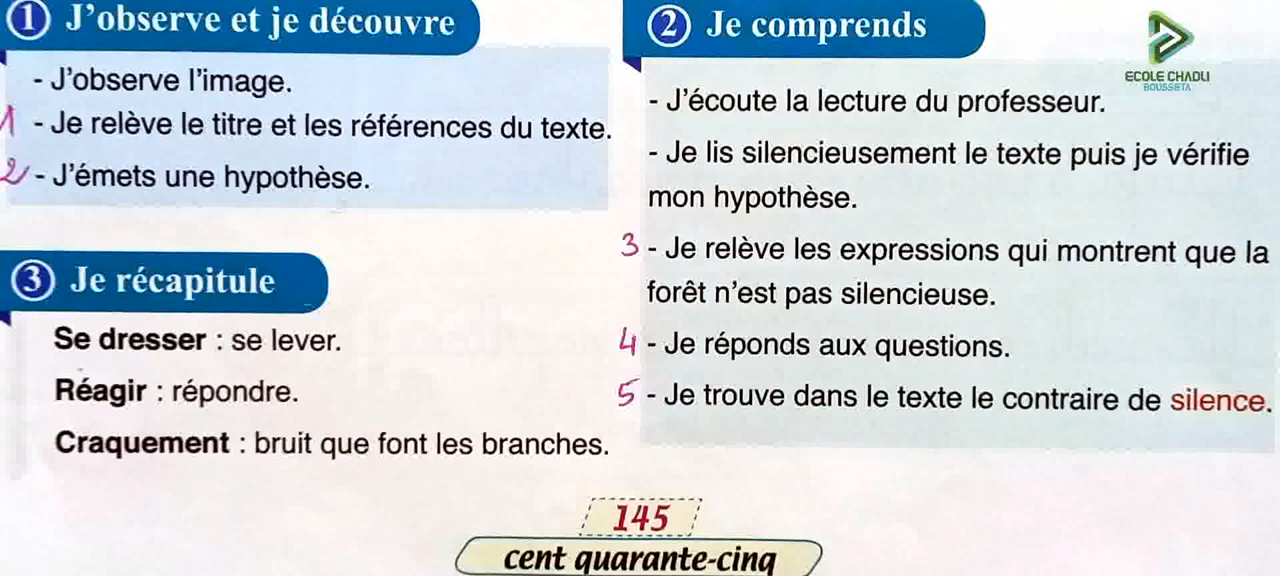 1 J'observe et je découvre
- J'observe l'image.
1 - Je relève le titre et les références du texte.
2 - J'émets une hypothèse.
2 Je comprends
ECOLE CHADLI
BOUSSETA
- J'écoute la lecture du professeur.
- Je lis silencieusement le texte puis je vérifie
mon hypothèse.
3 - Je relève les expressions qui montrent que la
forêt n'est pas silencieuse.
4 - Je réponds aux questions.
5 - Je trouve dans le texte le contraire de silence.
3 Je récapitule
Se dresser : se lever.
Réagir : répondre.
Craquement : bruit que font les branches.
145
cent quarante-cinq